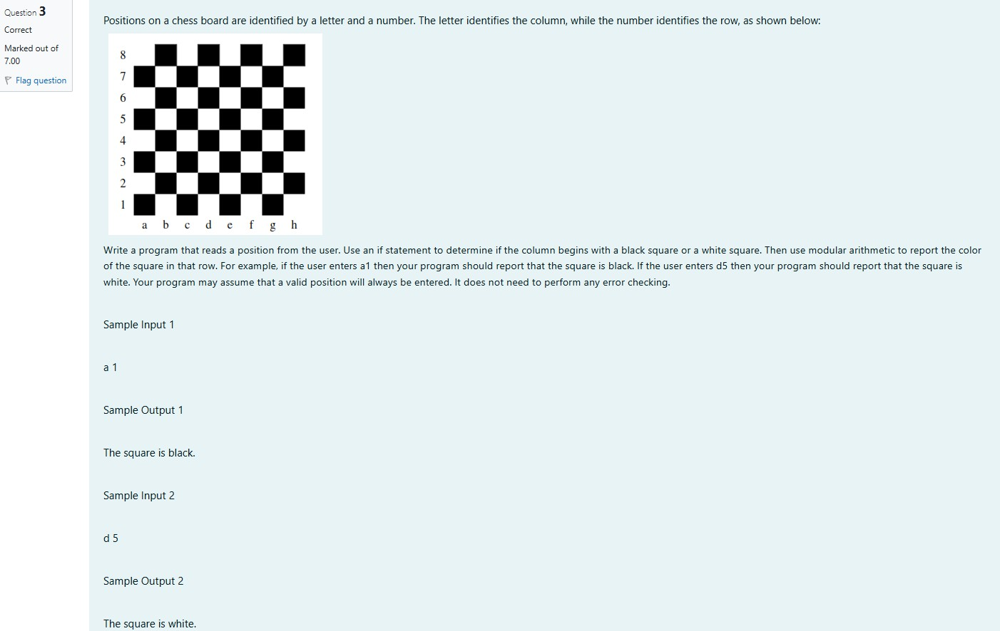 Question 3
Correct
Marked out of
7.00
Flag question
Positions on a chess board are identified by a letter and a number. The letter identifies the column, while the number identifies the row, as shown below:
8
7
6
5
4
3
2
1
a b c d e f g h
Write a program that reads a position from the user. Use an if statement to determine if the column begins with a black square or a white square. Then use modular arithmetic to report the color
of the square in that row. For example, if the user enters a1 then your program should report that the square is black. If the user enters d5 then your program should report that the square is
white. Your program may assume that a valid position will always be entered. It does not need to perform any error checking.
Sample Input 1
a 1
Sample Output 1
The square is black.
Sample Input 2
d 5
Sample Output 2
The square is white.